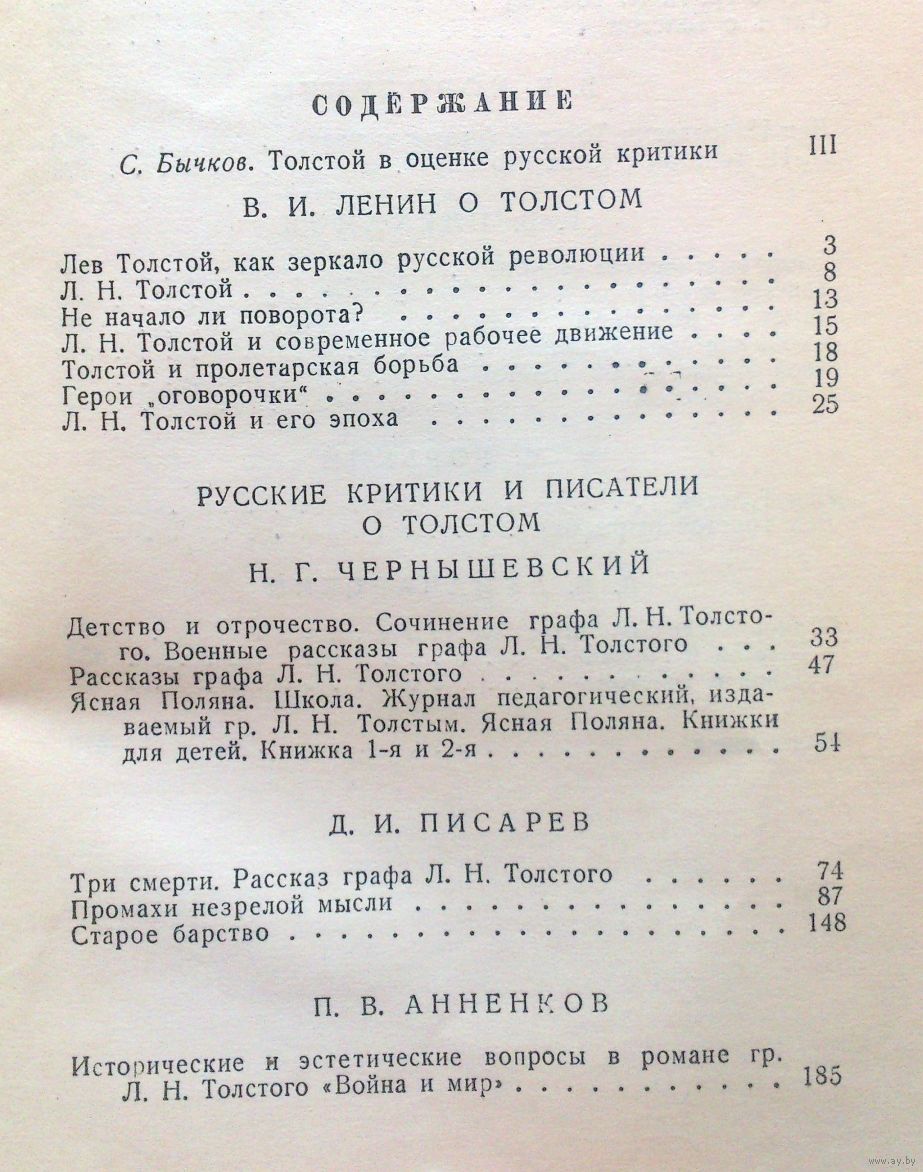 СОДЕРЖАНИЕ
С. Бычков. Толстой в оценке русской критики III
В. И. ЛЕНИН О ТОЛСТОМ
Лев Толстой, как зеркало русской революции . . . . . 3
Л. Н. Толстой . . . . . . . . . . . . . . . . . . . . 8
Не начало ли поворота? . . . . . . . . . . . . . . . 13
Л. Н. Толстой и современное рабочее движение . . . . 15
Толстой и пролетарская борьба . . . . . . . . . . . . 18
Герои „оговорочки“ . . . . . . . . . . . . . . . . . 19
Л. Н. Толстой и его эпоха . . . . . . . . . . . . . . 25
РУССКИЕ КРИТИКИ И ПИСАТЕЛИ
О ТОЛСТОМ
Н. Г. ЧЕРНЫШЕВСКИЙ
Детство и отрочество. Сочинение графа Л. Н. Толсто-
го. Военные рассказы графа Л. Н. Толстого . . . 33
Рассказы графа Л. Н. Толстого . . . . . . . . . . . . 47
Ясная Поляна. Школа. Журнал педагогический, изда-
ваемый гр. Л. Н. Толстым. Ясная Поляна. Книжки
для детей. Книжка 1-я и 2-я . . . . . . . . . . . . 54
Д. И. ПИСАРЕВ
Три смерти. Рассказ графа Л. Н. Толстого . . . . . . 74
Промахи незрелой мысли . . . . . . . . . . . . . . . 87
Старое барство . . . . . . . . . . . . . . . . . . . . 148
П. В. АННЕНКОВ
Исторические и эстетические вопросы в романе гр.
Л. Н. Толстого «Война и мир» . . . . . . . . . . . 185
www.ay.by